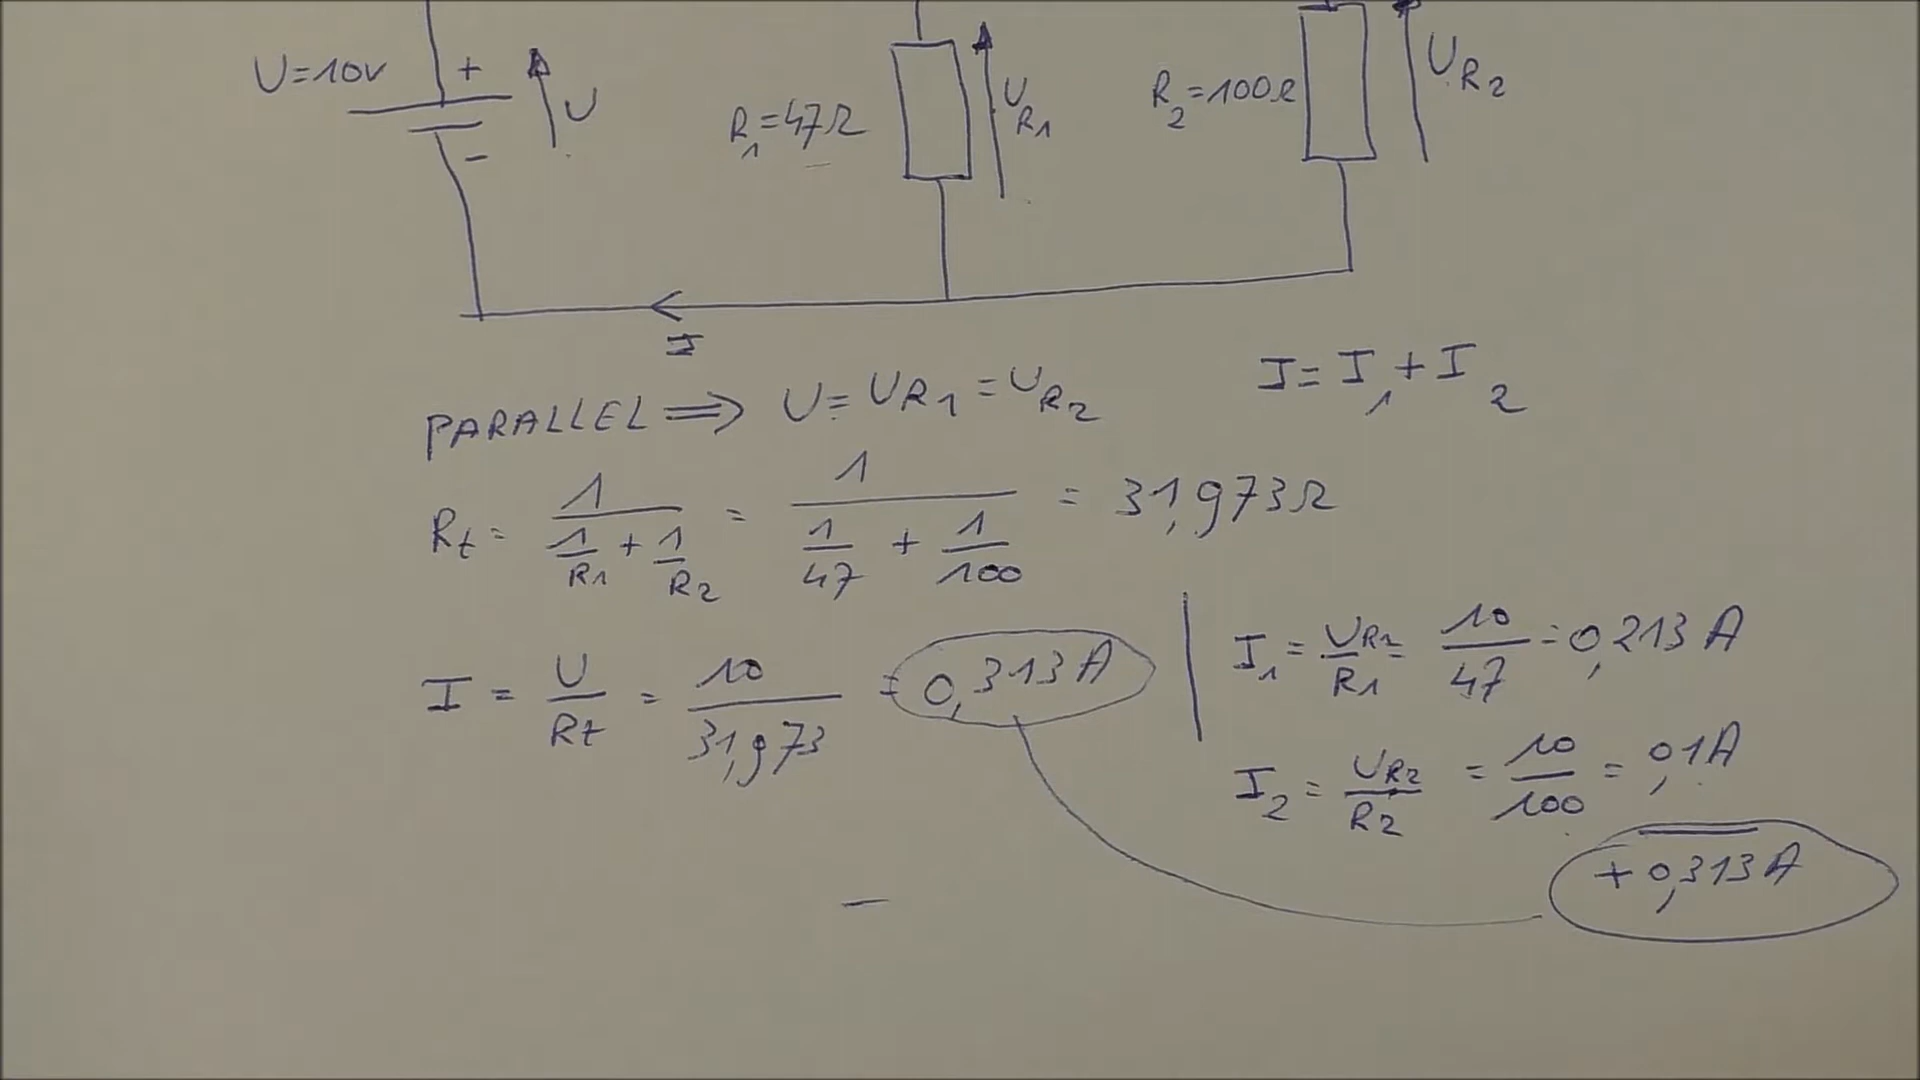 U=10V + U
-
R1=47Ω UR1
R2=100Ω UR2
I
PARALLEL ⇒ U=UR1=UR2
I=I1+I2
Rt= 1/(1/R1 + 1/R2) = 1/(1/47 + 1/100) = 31,973Ω
I = U/Rt = 10/31,973 = 0,313A
I1 = UR1/R1 = 10/47 = 0,213 A
I2 = UR2/R2 = 10/100 = 0,1A
+0,313A